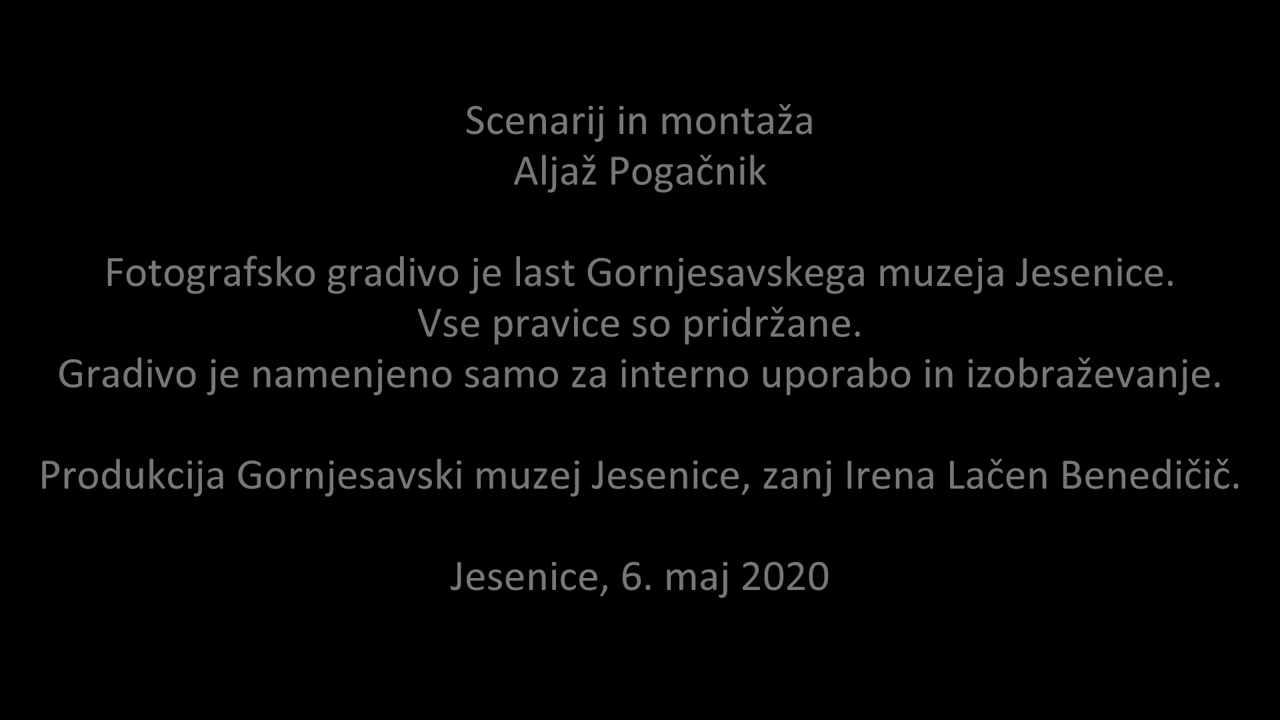 Scenarij in montaža
Aljaž Pogačnik
Fotografsko gradivo je last Gornjesavskega muzeja Jesenice.
Vse pravice so pridržane.
Gradivo je namenjeno samo za interno uporabo in izobraževanje.
Produkcija Gornjesavski muzej Jesenice, zanj Irena Lačen Benedičič.
Jesenice, 6. maj 2020